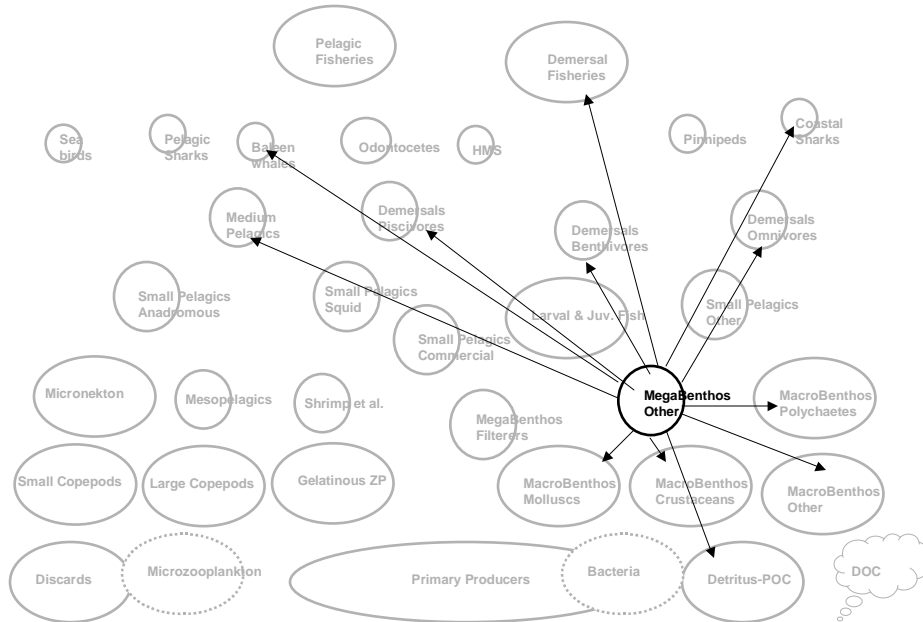 Pelagic
Fisheries
Demersal
Fisheries
Sea
birds
Pelagic
Sharks
Baleen
whales
Odontocetes
HMS
Pinnipeds
Coastal
Sharks
Medium
Pelagics
Demersals
Piscivores
Demersals
Benthivores
Demersals
Omnivores
Small Pelagics
Anadromous
Small Pelagics
Squid
Small Pelagics
Commercial
Larval & Juv. Fish
Small Pelagics
Other
Micronekton
Mesopelagics
Shrimp et al.
MegaBenthos
Filterers
MegaBenthos
Other
MacroBenthos
Polychaetes
Small Copepods
Large Copepods
Gelatinous ZP
MacroBenthos
Molluscs
MacroBenthos
Crustaceans
MacroBenthos
Other
Discards
Microzooplankton
Primary Producers
Bacteria
Detritus-POC
DOC